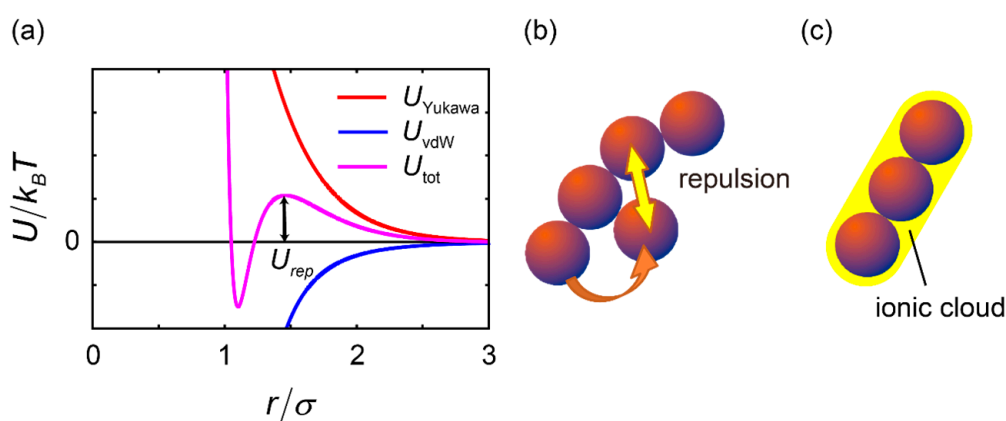 (a)
U/k_BT
0
U_Yukawa
U_vdW
U_tot
U_rep
0
1
2
3
r/σ
(b)
repulsion
(c)
ionic cloud